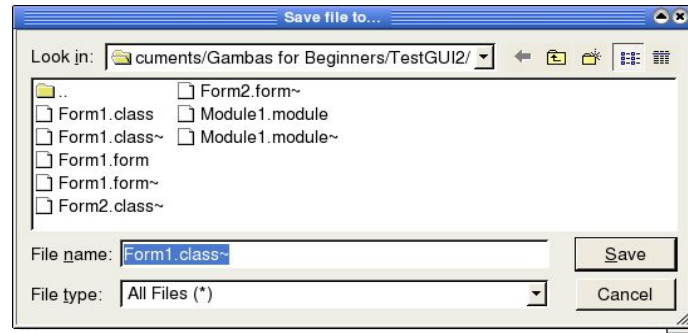 Save file to...
Look in: cuments/Gambas for Beginners/TestGUI2/
..
Form1.class
Form1.class~
Form1.form
Form1.form~
Form2.class~
Form2.form~
Module1.module
Module1.module~
File name: Form1.class~
Save
File type: All Files (*)
Cancel